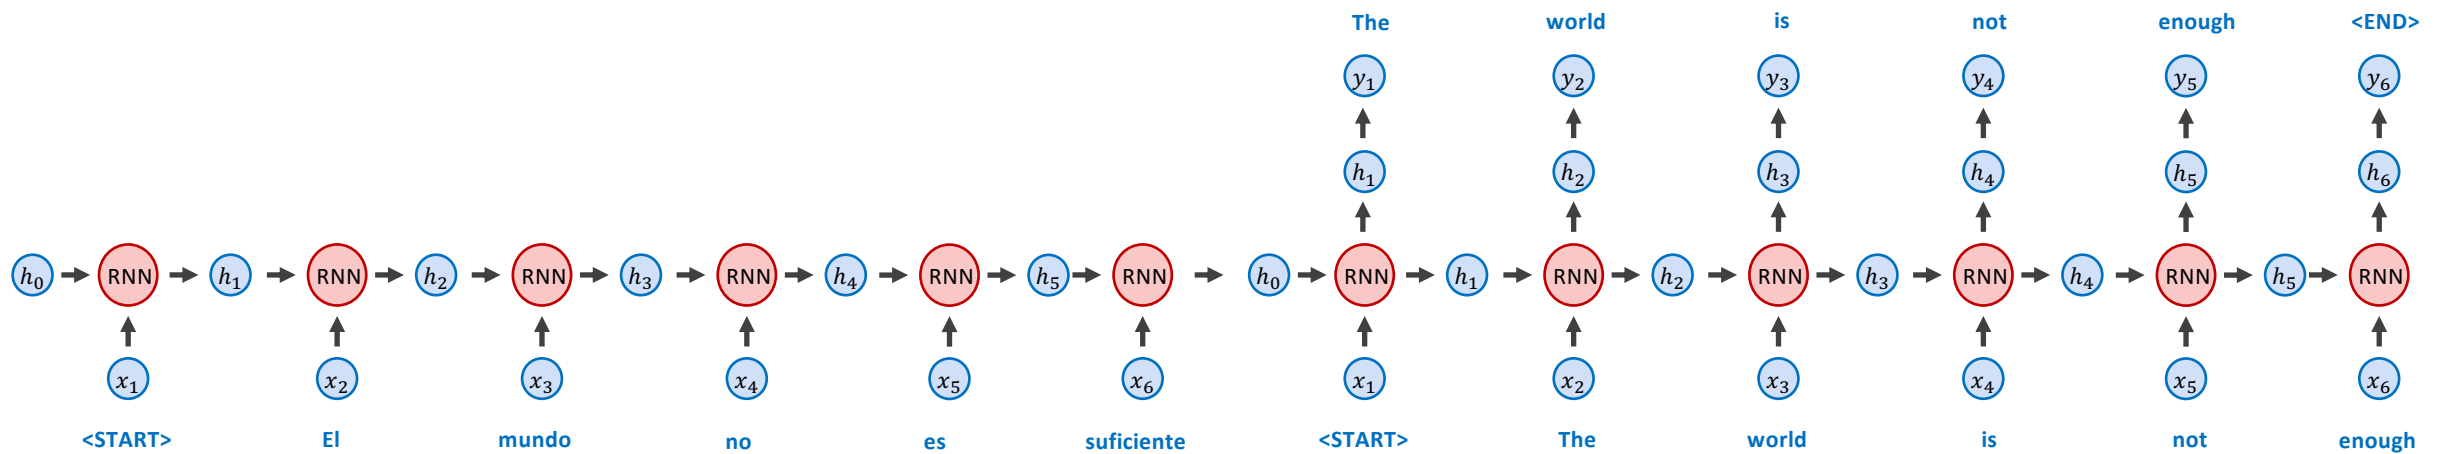 The world is not enough <END>
y₁ y₂ y₃ y₄ y₅ y₆
h₁ h₂ h₃ h₄ h₅ h₆
h₀ RNN h₁ RNN h₂ RNN h₃ RNN h₄ RNN h₅ RNN h₀ RNN h₁ RNN h₂ RNN h₃ RNN h₄ RNN h₅ RNN
x₁ x₂ x₃ x₄ x₅ x₆ x₁ x₂ x₃ x₄ x₅ x₆
<START> El mundo no es suficiente <START> The world is not enough